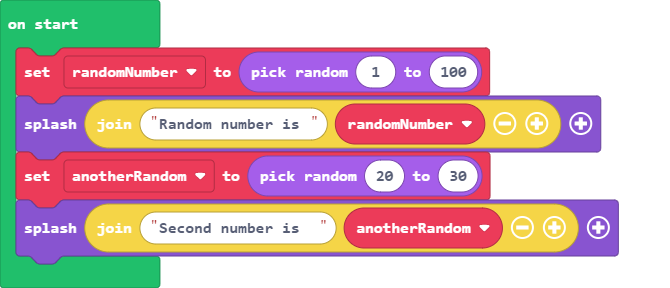 on start
set randomNumber to pick random 1 to 100
splash join "Random number is " randomNumber
set anotherRandom to pick random 20 to 30
splash join "Second number is  " anotherRandom